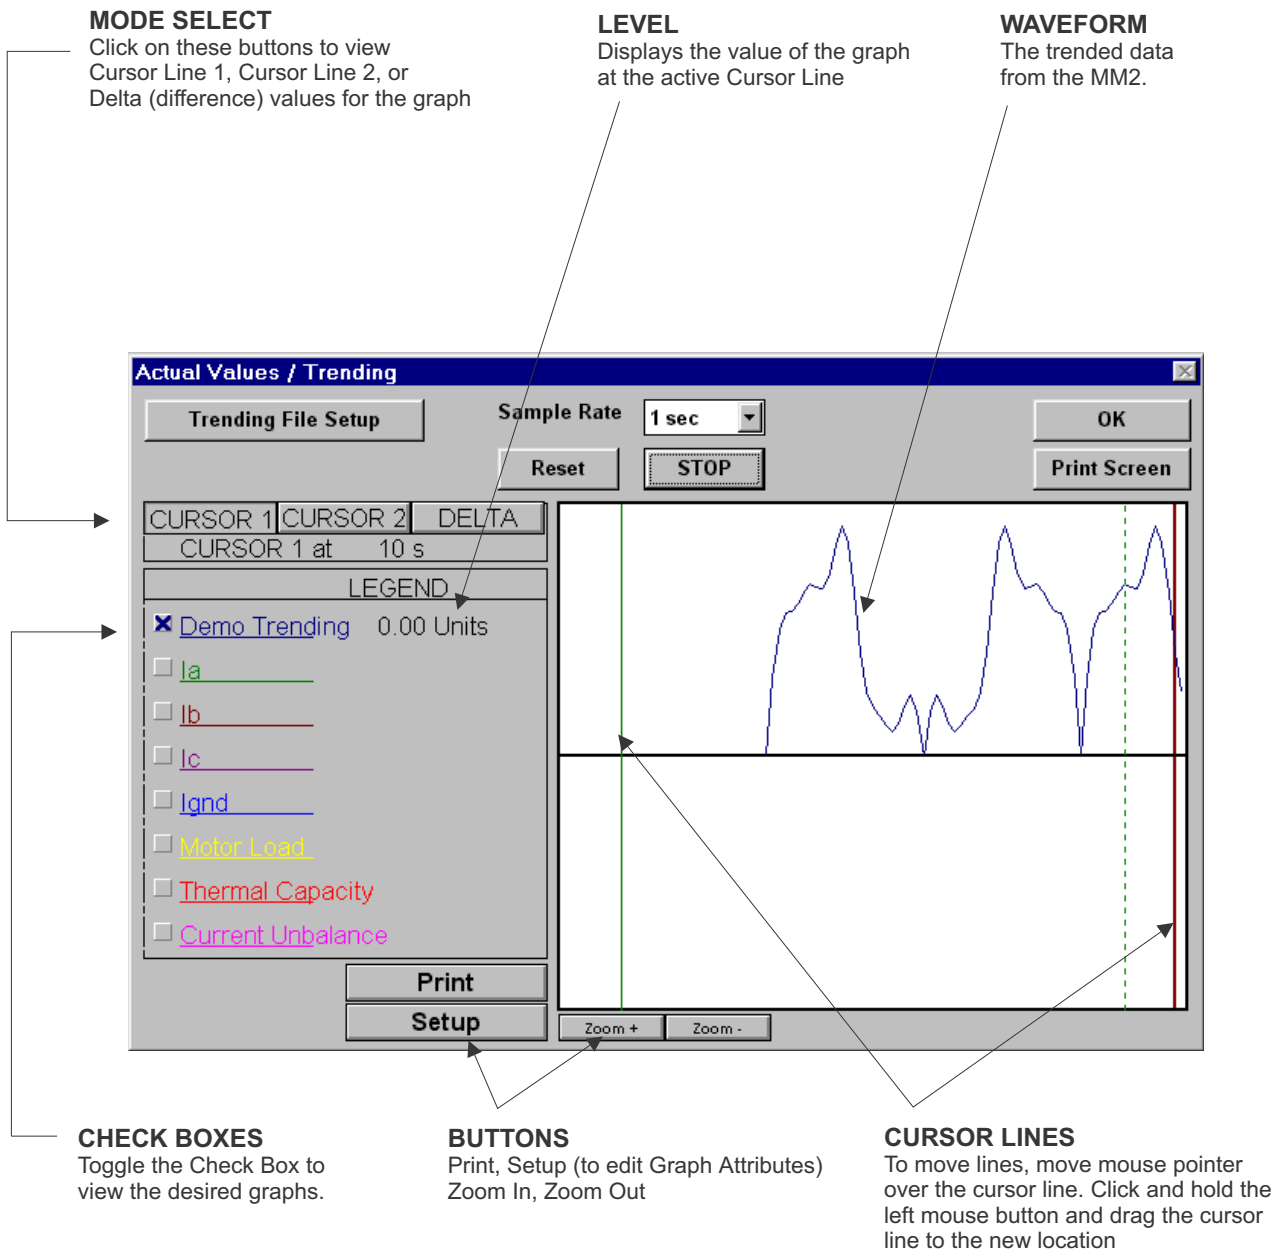 MODE SELECT
Click on these buttons to view
Cursor Line 1, Cursor Line 2, or
Delta (difference) values for the graph
LEVEL
Displays the value of the graph
at the active Cursor Line
WAVEFORM
The trended data
from the MM2.
Actual Values / Trending
Trending File Setup
Sample Rate
1 sec
OK
Reset
STOP
Print Screen
CURSOR 1
CURSOR 2
DELTA
CURSOR 1 at 10 s
LEGEND
Demo Trending 0.00 Units
Ia
Ib
Ic
Ignd
Motor Load
Thermal Capacity
Current Unbalance
Print
Setup
Zoom +
Zoom -
CHECK BOXES
Toggle the Check Box to
view the desired graphs.
BUTTONS
Print, Setup (to edit Graph Attributes)
Zoom In, Zoom Out
CURSOR LINES
To move lines, move mouse pointer
over the cursor line. Click and hold the
left mouse button and drag the cursor
line to the new location